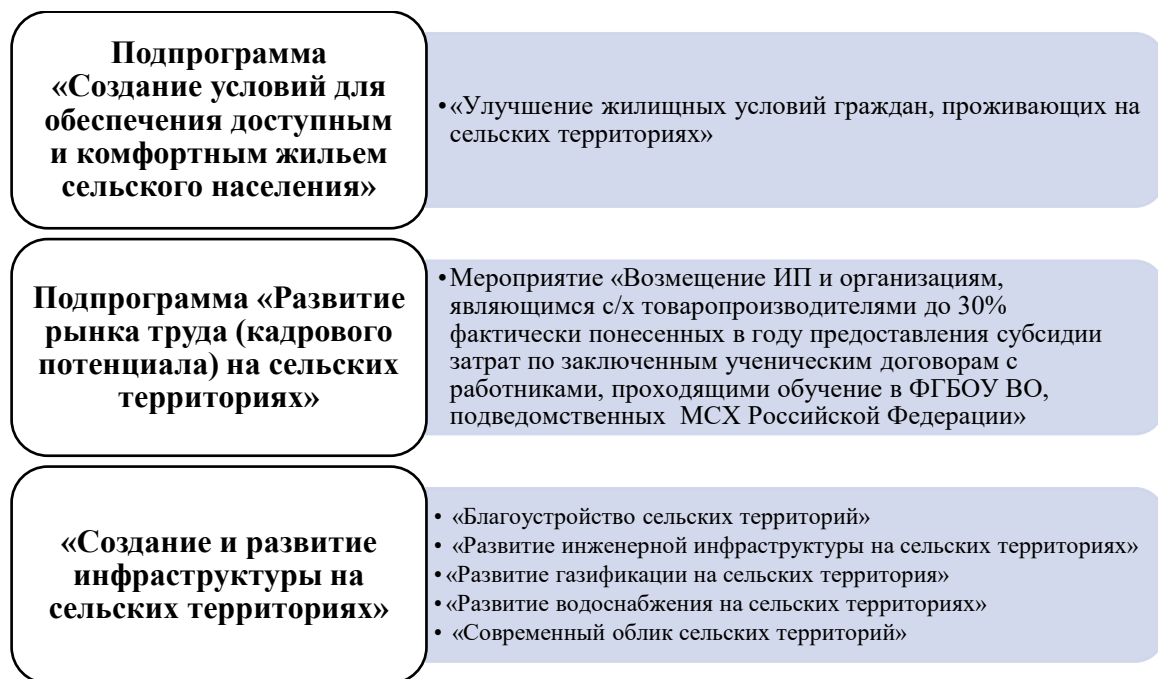 Подпрограмма
«Создание условий для
обеспечения доступным
и комфортным жильем
сельского населения»
•«Улучшение жилищных условий граждан, проживающих на
сельских территориях»
Подпрограмма «Развитие
рынка труда (кадрового
потенциала) на сельских
территориях»
•Мероприятие «Возмещение ИП и организациям,
являющимся с/х товаропроизводителями до 30%
фактически понесенных в году предоставления субсидии
затрат по заключенным ученическим договорам с
работниками, проходящими обучение в ФГБОУ ВО,
подведомственных МСХ Российской Федерации»
«Создание и развитие
инфраструктуры на
сельских территориях»
• «Благоустройство сельских территорий»
• «Развитие инженерной инфраструктуры на сельских территориях»
•«Развитие газификации на сельских территория»
•«Развитие водоснабжения на сельских территориях»
• «Современный облик сельских территорий»